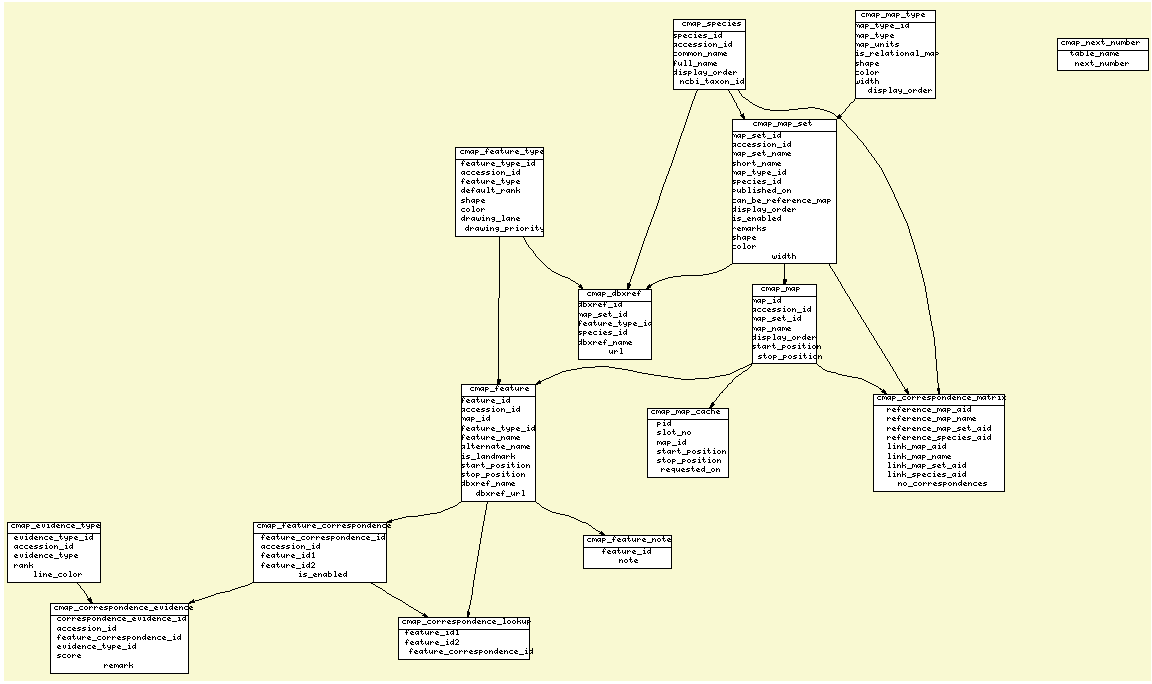 cmap_species
species_id
accession_id
common_name
full_name
display_order
ncbi_taxon_id
cmap_map_type
map_type_id
map_type
map_units
is_relational_map
shape
color
width
display_order
cmap_next_number
table_name
next_number
cmap_map_set
map_set_id
accession_id
map_set_name
short_name
map_type_id
species_id
published_on
can_be_reference_map
display_order
is_enabled
remarks
shape
color
width
cmap_feature_type
feature_type_id
accession_id
feature_type
default_rank
shape
color
drawing_lane
drawing_priority
cmap_dbxref
dbxref_id
map_set_id
feature_type_id
species_id
dbxref_name
url
cmap_map
map_id
accession_id
map_set_id
map_name
display_order
start_position
stop_position
cmap_feature
feature_id
accession_id
map_id
feature_type_id
feature_name
alternate_name
is_landmark
start_position
stop_position
dbxref_name
dbxref_url
cmap_map_cache
pid
slot_no
map_id
start_position
stop_position
requested_on
cmap_correspondence_matrix
reference_map_aid
reference_map_name
reference_map_set_aid
reference_species_aid
link_map_aid
link_map_name
link_map_set_aid
link_species_aid
no_correspondences
cmap_evidence_type
evidence_type_id
accession_id
evidence_type
rank
line_color
cmap_feature_correspondence
feature_correspondence_id
accession_id
feature_id1
feature_id2
is_enabled
cmap_feature_note
feature_id
note
cmap_correspondence_evidence
correspondence_evidence_id
accession_id
feature_correspondence_id
evidence_type_id
score
remark
cmap_correspondence_lookup
feature_id1
feature_id2
feature_correspondence_id